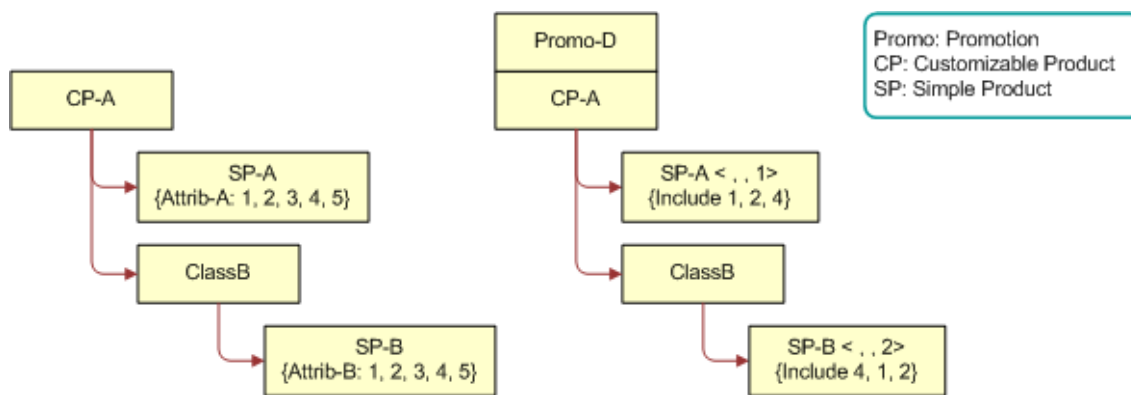 CP-A
SP-A
{Attrib-A: 1, 2, 3, 4, 5}
ClassB
SP-B
{Attrib-B: 1, 2, 3, 4, 5}
Promo-D
CP-A
SP-A < , , 1>
{Include 1, 2, 4}
ClassB
SP-B < , , 2>
{Include 4, 1, 2}
Promo: Promotion
CP: Customizable Product
SP: Simple Product